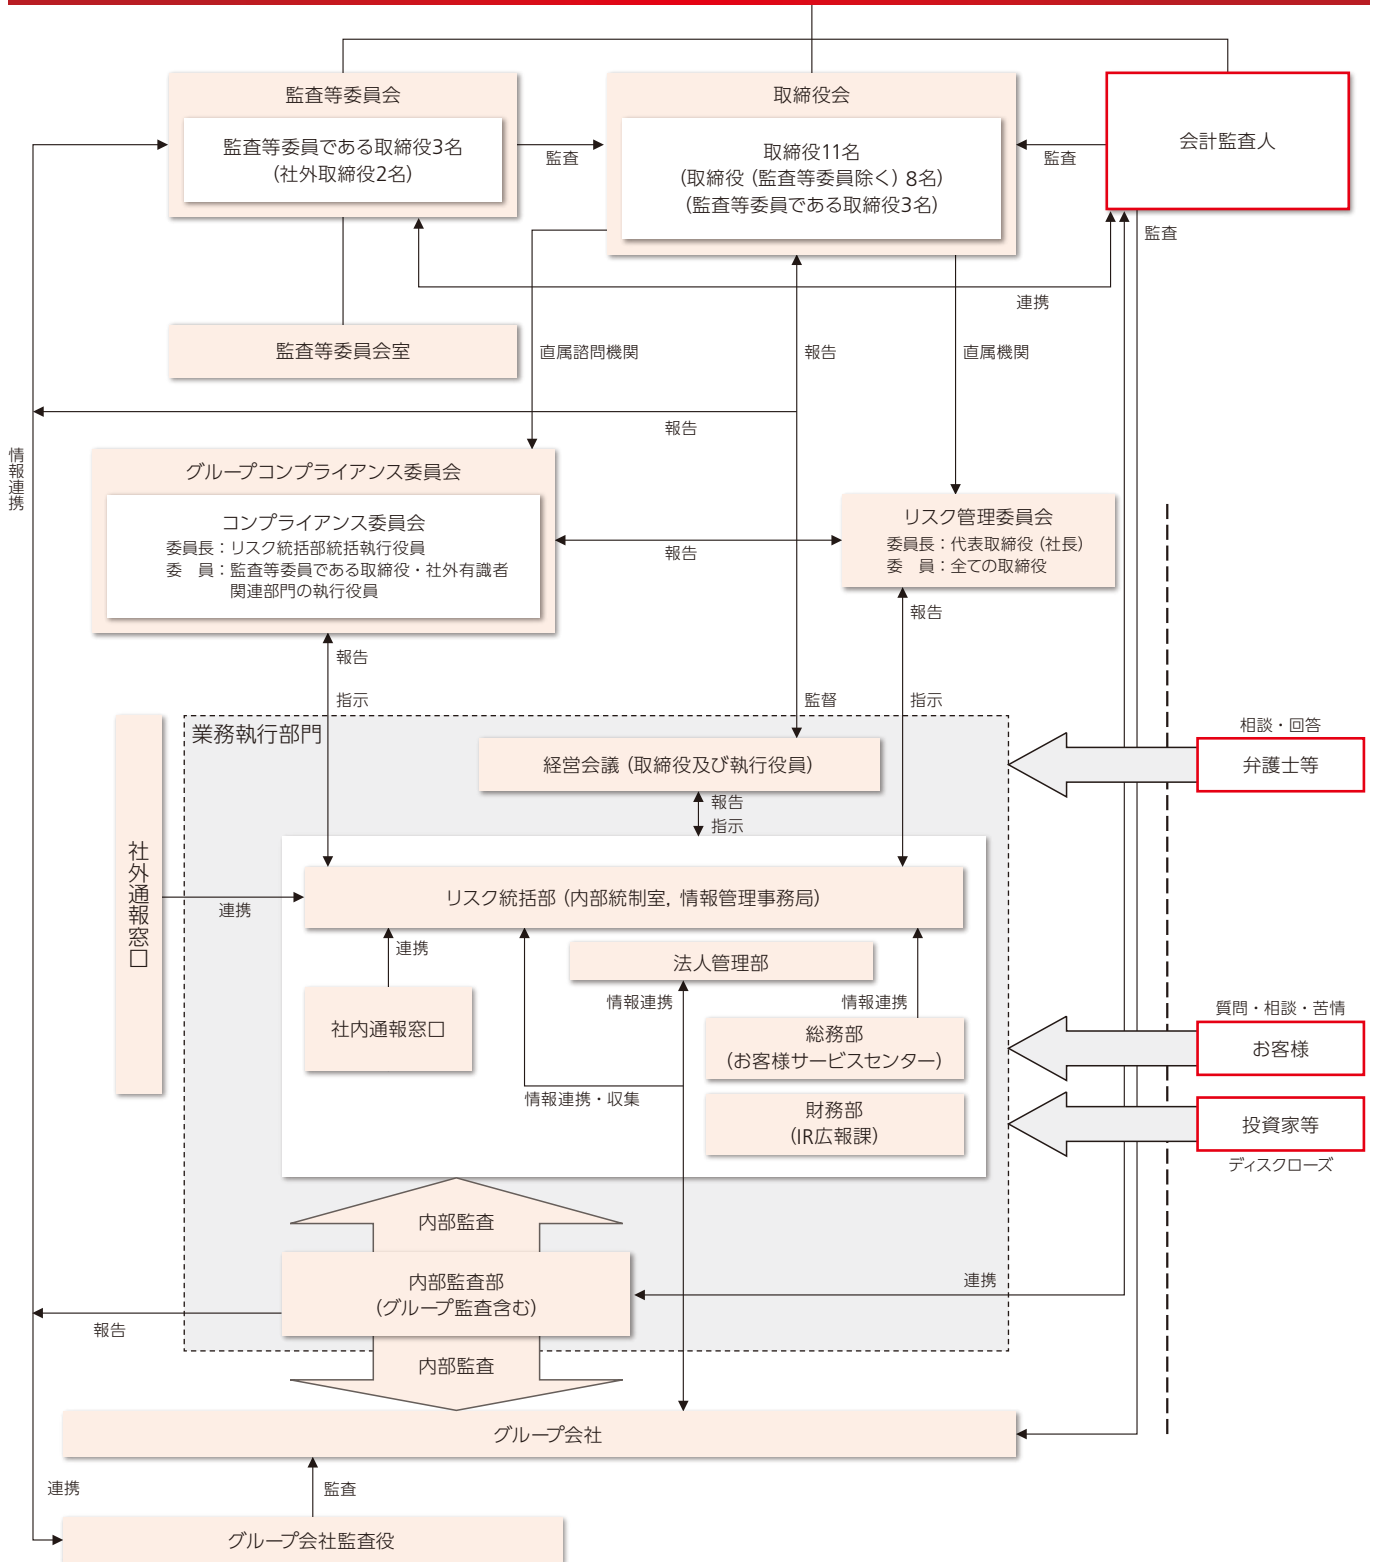 監査等委員会
監査等委員である取締役3名
(社外取締役2名)
監査
取締役会
取締役11名
(取締役 (監査等委員除く) 8名)
(監査等委員である取締役3名)
監査
会計監査人
監査
連携
監査等委員会室
直属諮問機関
報告
直属機関
報告
情報連携
グループコンプライアンス委員会
コンプライアンス委員会
委員長：リスク統括部統括執行役員
委　員：監査等委員である取締役・社外有識者
関連部門の執行役員
報告
リスク管理委員会
委員長：代表取締役 (社長)
委　員：全ての取締役
報告
報告
指示
監督
指示
業務執行部門
経営会議 (取締役及び執行役員)
報告
指示
相談・回答
弁護士等
社外通報窓口
連携
リスク統括部 (内部統制室, 情報管理事務局)
連携
法人管理部
社内通報窓口
情報連携
情報連携
総務部
(お客様サービスセンター)
情報連携・収集
財務部
(IR広報課)
質問・相談・苦情
お客様
投資家等
ディスクローズ
内部監査
内部監査部
(グループ監査含む)
連携
報告
内部監査
グループ会社
連携
監査
グループ会社監査役